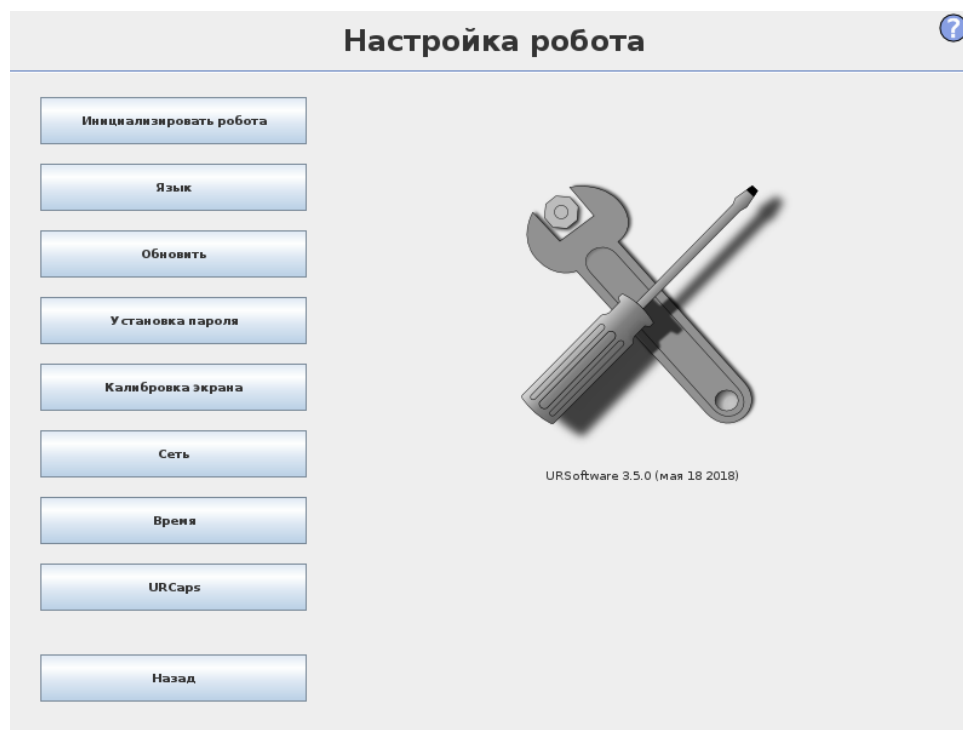 Настройка робота
?
Инициализировать робота
Язык
Обновить
Установка пароля
Калибровка экрана
Сеть
Время
URCaps
Назад
URSoftware 3.5.0 (мая 18 2018)